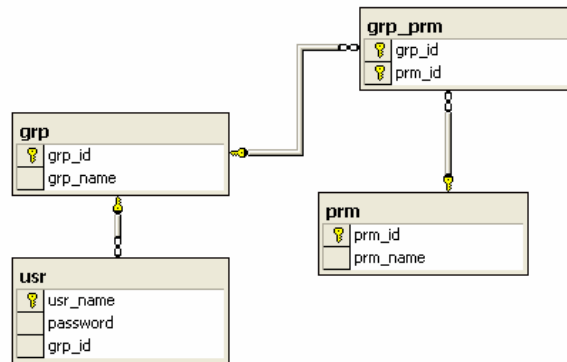 grp_prm
grp_id
prm_id
grp
grp_id
grp_name
prm
prm_id
prm_name
usr
usr_name
password
grp_id